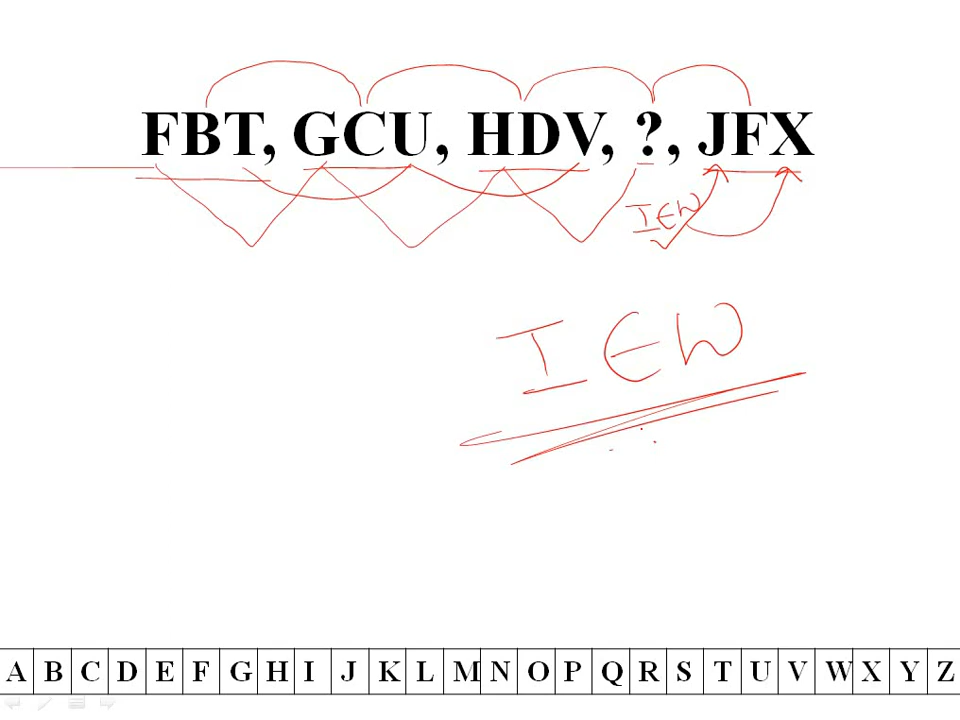 FBT, GCU, HDV, ?, JFX
IEW
IEW
A B C D E F G H I J K L M N O P Q R S T U V W X Y Z